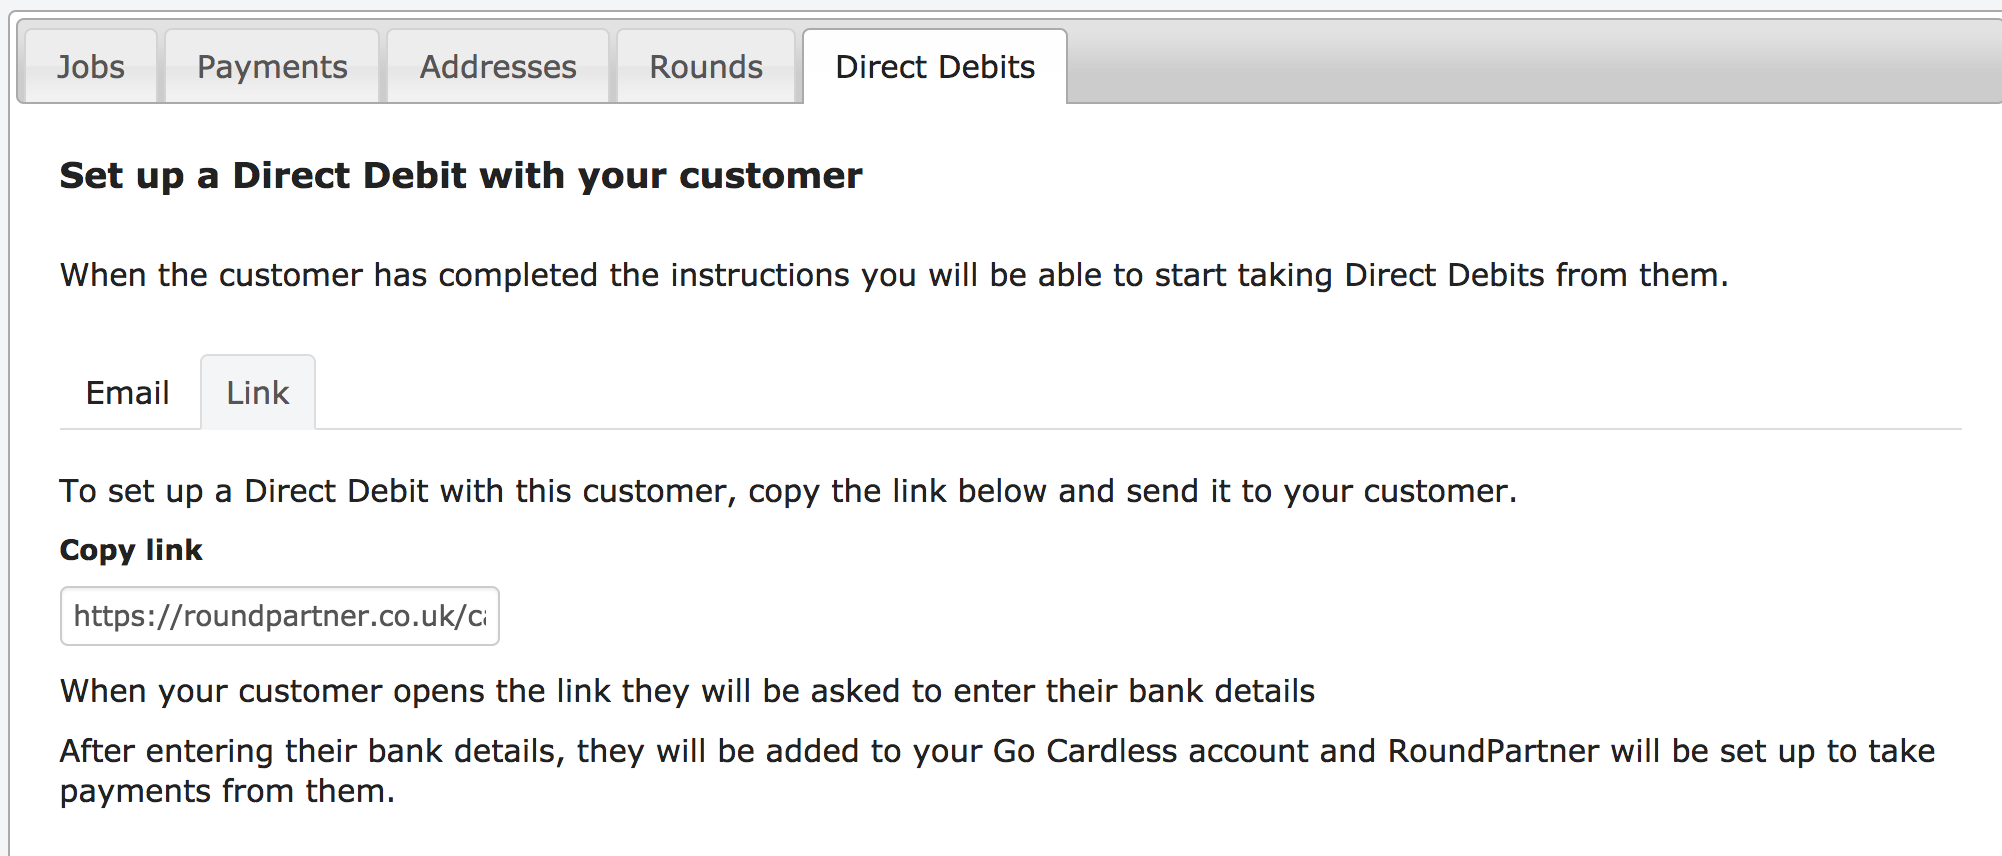 Jobs Payments Addresses Rounds Direct Debits
Set up a Direct Debit with your customer
When the customer has completed the instructions you will be able to start taking Direct Debits from them.
Email Link
To set up a Direct Debit with this customer, copy the link below and send it to your customer.
Copy link
https://roundpartner.co.uk/ca
When your customer opens the link they will be asked to enter their bank details
After entering their bank details, they will be added to your Go Cardless account and RoundPartner will be set up to take
payments from them.